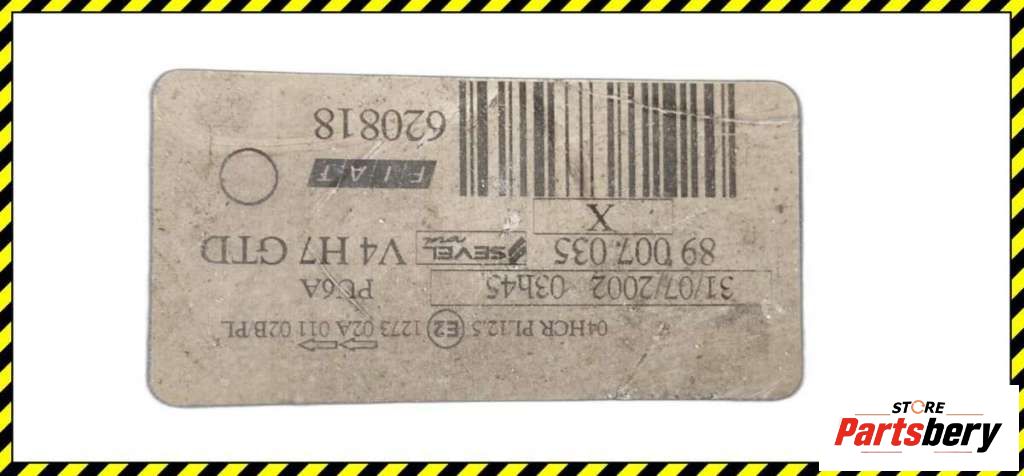 04HCR PL12.5 E2 1273 02A 011 02B/PL
31/07/2002 03h45 PU6A
89 007.035 SEVEL V4 H7 GTD
X
FIAT
620818
STORE
Partsbery